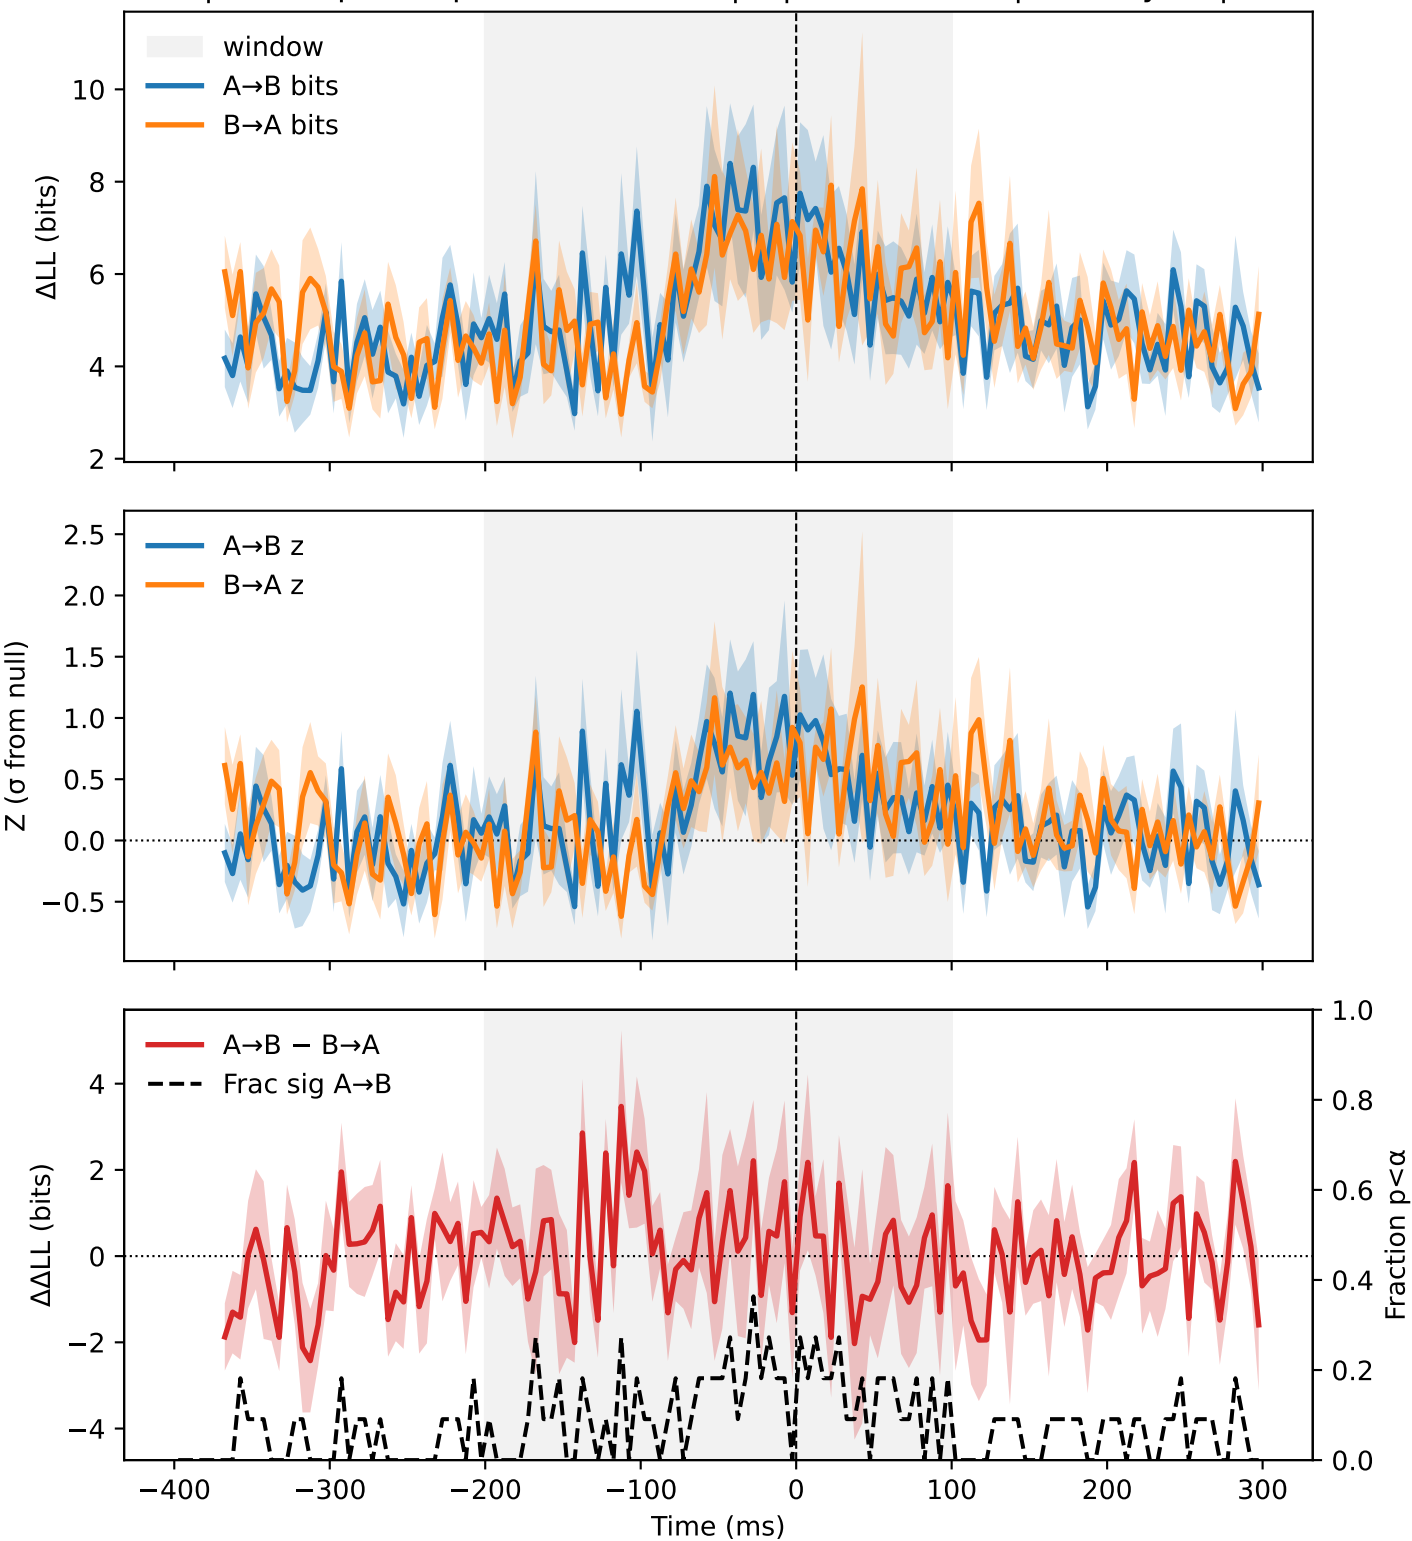 window
A→B bits
B→A bits
10
8
6
4
2
ΔLL (bits)
A→B z
B→A z
2.5
2.0
1.5
1.0
0.5
0.0
−0.5
Z (σ from null)
A→B − B→A
Frac sig A→B
4
2
0
−2
−4
ΔΔLL (bits)
1.0
0.8
0.6
0.4
0.2
0.0
Fraction p<α
−400 −300 −200 −100 0 100 200 300
Time (ms)